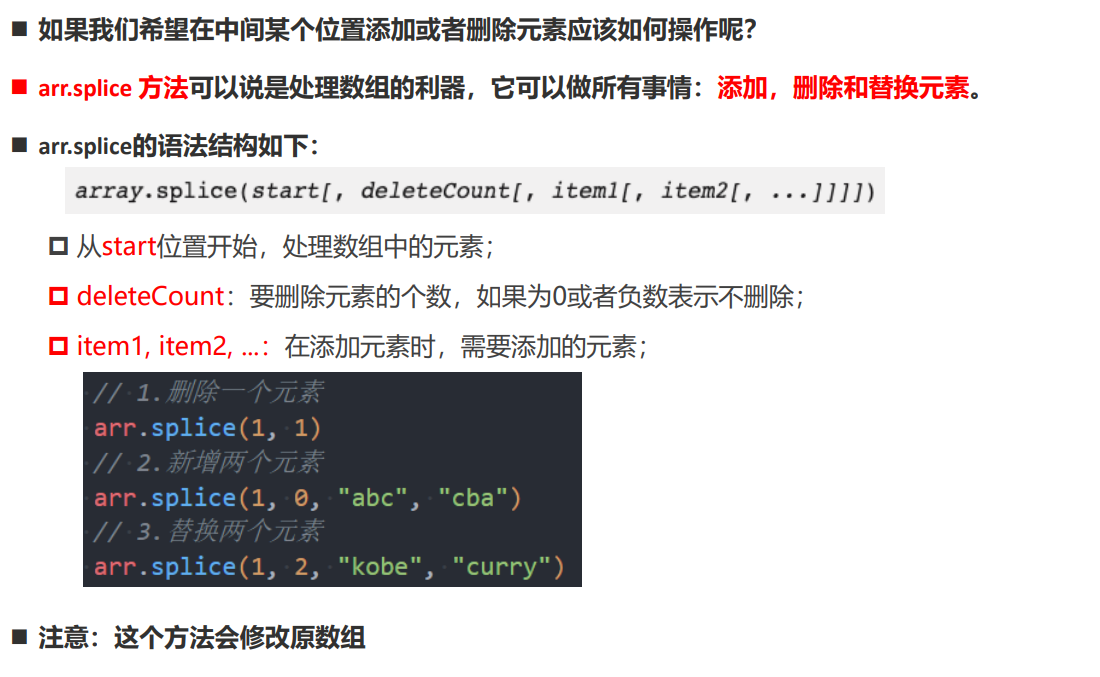 如果我们希望在中间某个位置添加或者删除元素应该如何操作呢？
arr.splice 方法可以说是处理数组的利器，它可以做所有事情：添加，删除和替换元素。
arr.splice的语法结构如下：
array.splice(start[, deleteCount[, item1[, item2[, ...]]]])
从start位置开始，处理数组中的元素；
deleteCount：要删除元素的个数，如果为0或者负数表示不删除；
item1, item2, ...：在添加元素时，需要添加的元素；
// 1.删除一个元素
arr.splice(1, 1)
// 2.新增两个元素
arr.splice(1, 0, "abc", "cba")
// 3.替换两个元素
arr.splice(1, 2, "kobe", "curry")
注意：这个方法会修改原数组